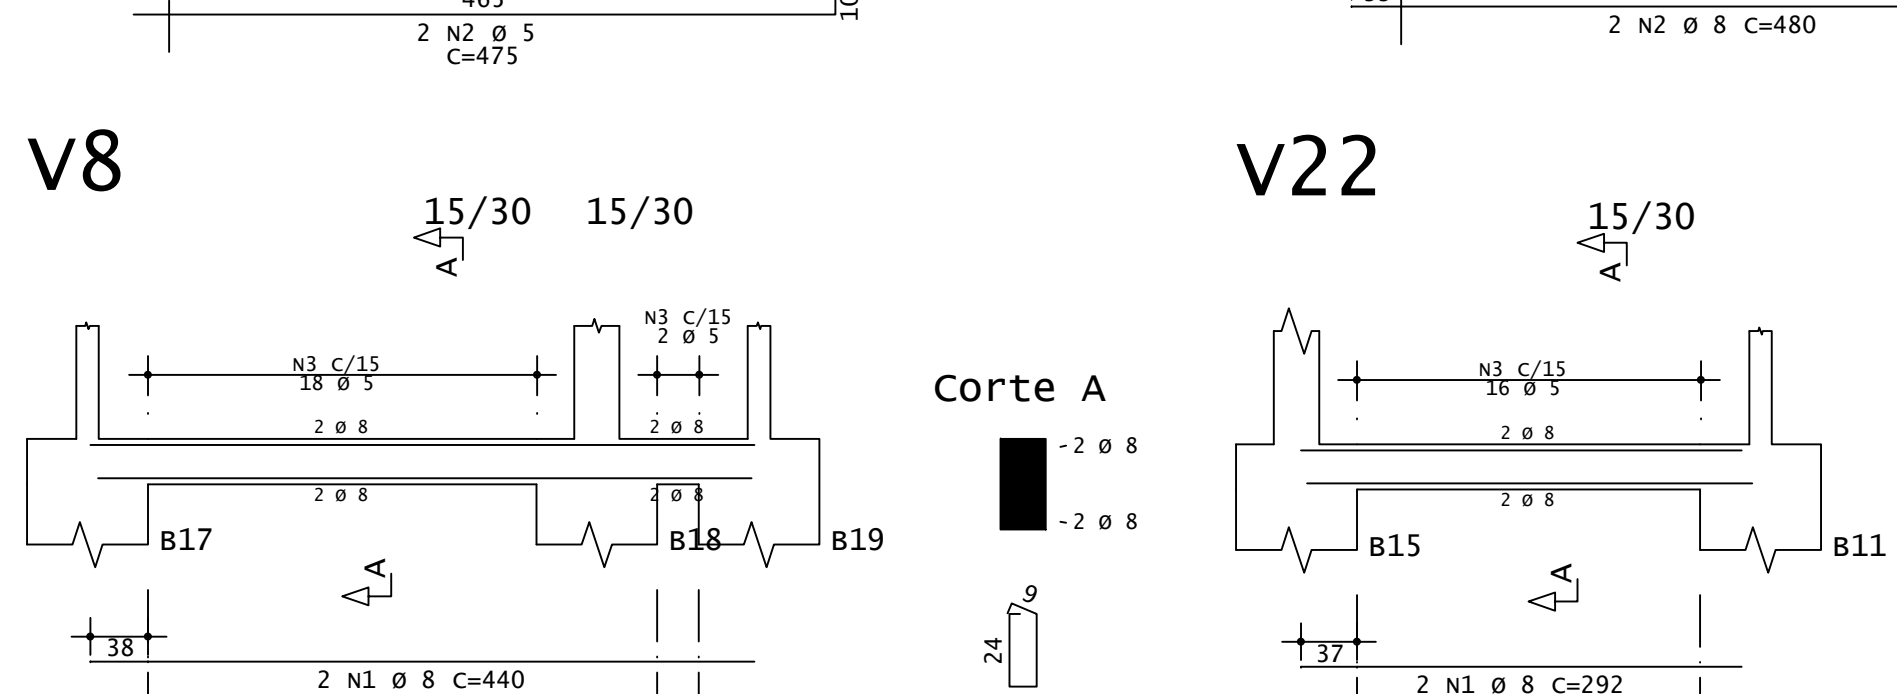 465
10
2 N2 Ø 5
C=475
2 N2 Ø 8 C=480
V8
15/30 15/30
A
N3 C/15
2 Ø 5
N3 C/15
18 Ø 5
2 Ø 8 2 Ø 8
2 Ø 8 2 Ø 8
B17 B18 B19
A
38
2 N1 Ø 8 C=440
Corte A
-2 Ø 8
-2 Ø 8
9
24
V22
15/30
A
N3 C/15
16 Ø 5
2 Ø 8
2 Ø 8
B15 B11
A
37
2 N1 Ø 8 C=292